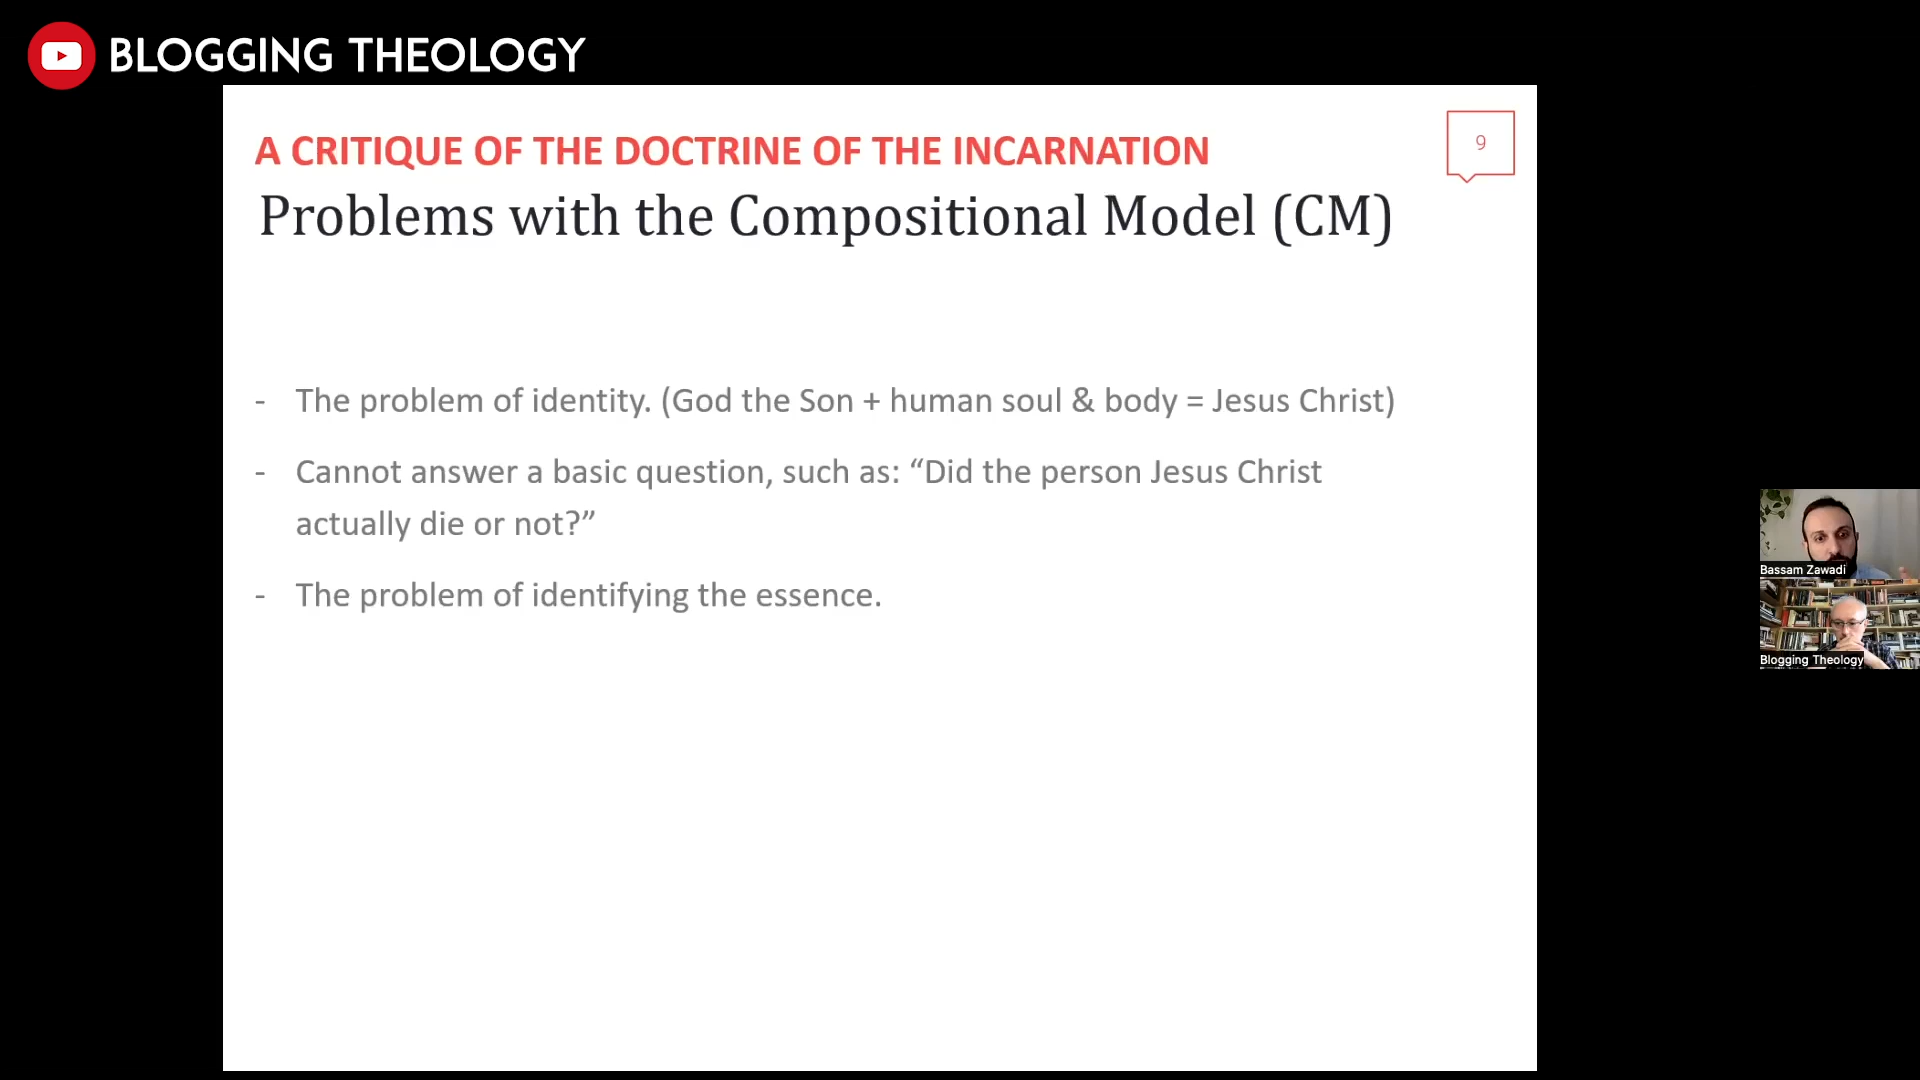 BLOGGING THEOLOGY
A CRITIQUE OF THE DOCTRINE OF THE INCARNATION
9
Problems with the Compositional Model (CM)
- The problem of identity. (God the Son + human soul & body = Jesus Christ)
- Cannot answer a basic question, such as: “Did the person Jesus Christ
actually die or not?”
- The problem of identifying the essence.
Bassam Zawadi
Blogging Theology